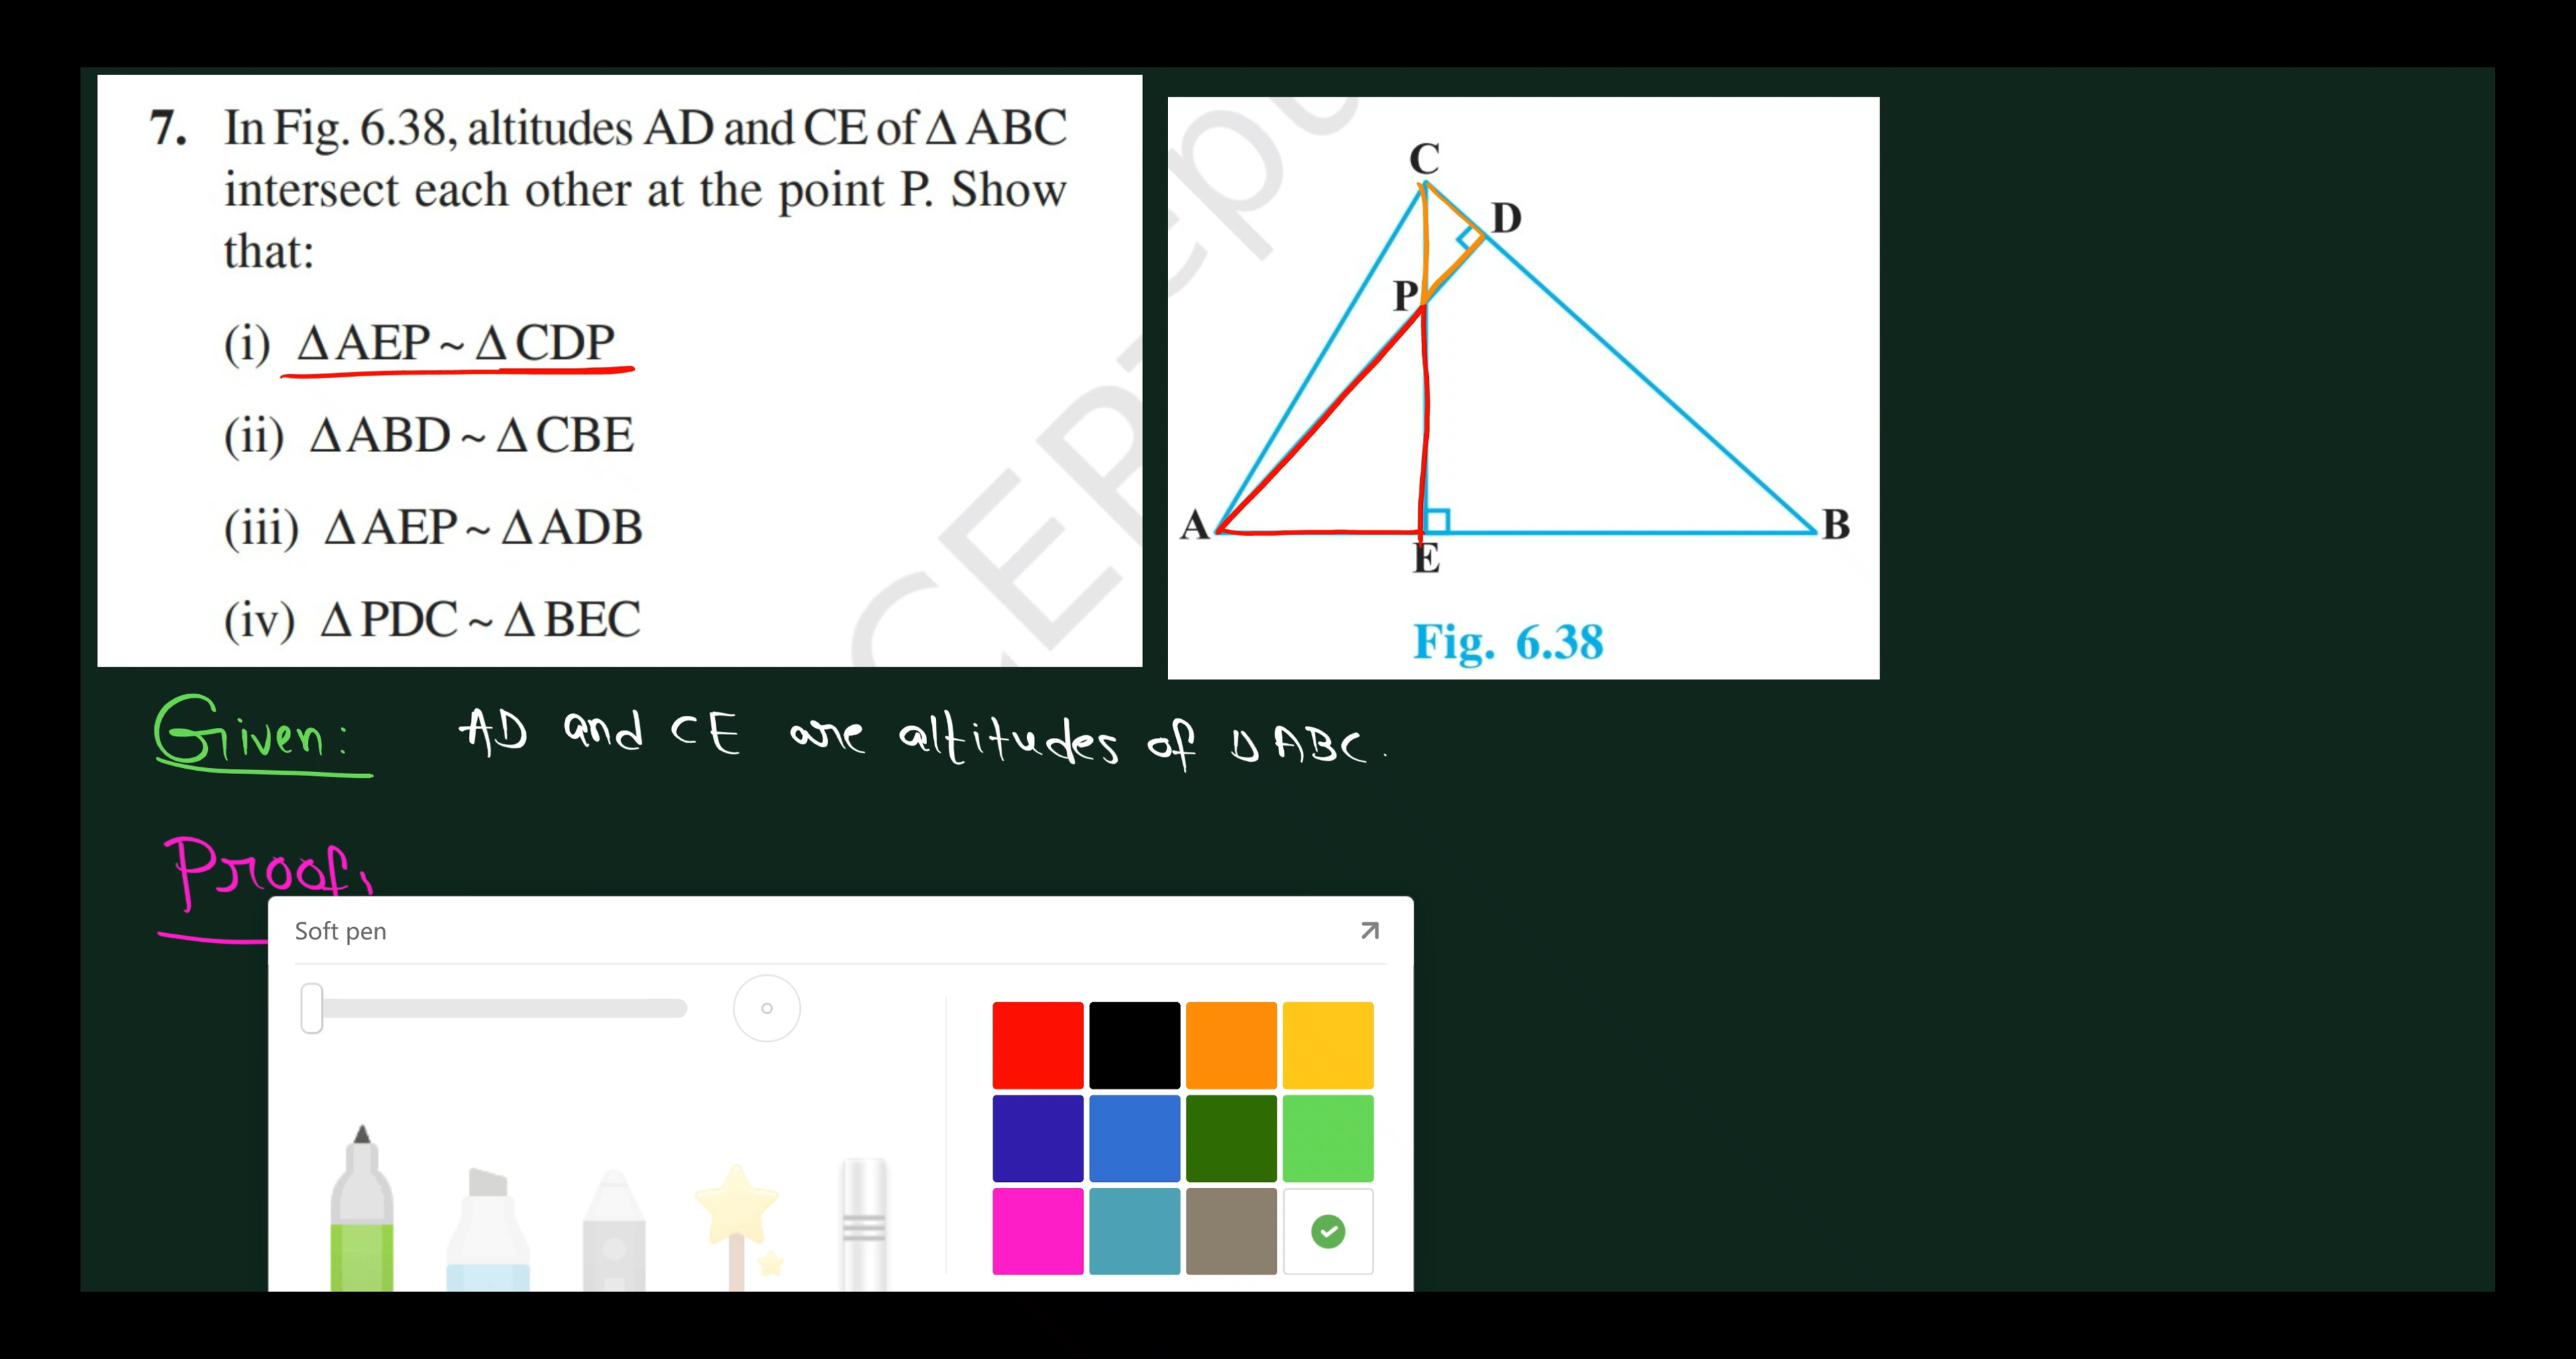 7. In Fig. 6.38, altitudes AD and CE of Δ ABC
intersect each other at the point P. Show
that:
(i) Δ AEP ~ Δ CDP
(ii) Δ ABD ~ Δ CBE
(iii) Δ AEP ~ Δ ADB
(iv) Δ PDC ~ Δ BEC
C
D
P
A
E
B
Fig. 6.38
Given: AD and CE are altitudes of Δ ABC.
Proof,
Soft pen